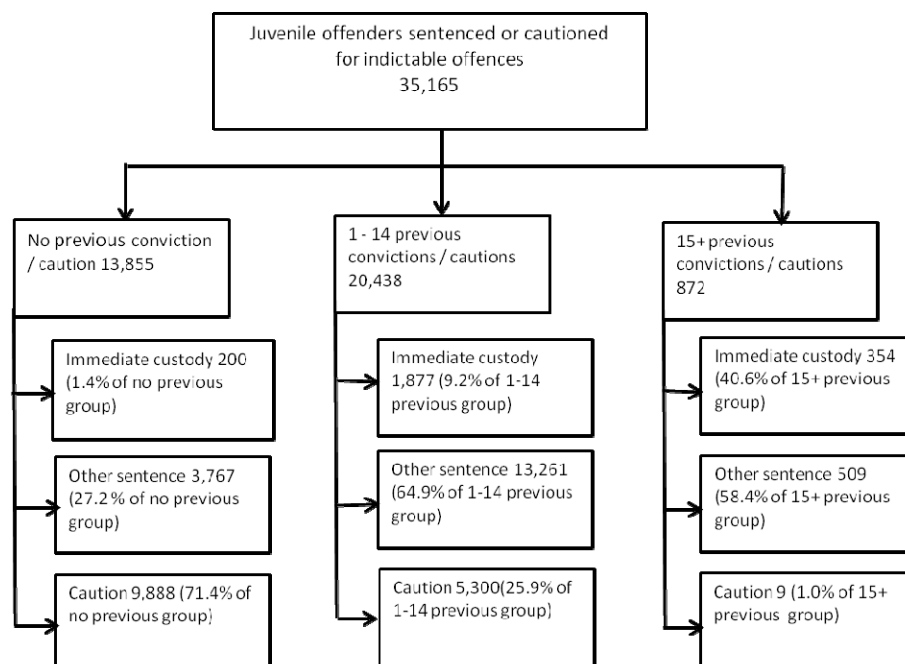 Juvenile offenders sentenced or cautioned
for indictable offences
35,165
No previous conviction
/ caution 13,855
Immediate custody 200
(1.4% of no previous
group)
Other sentence 3,767
(27.2% of no previous
group)
Caution 9,888 (71.4% of
no previous group)
1 - 14 previous
convictions / cautions
20,438
Immediate custody
1,877 (9.2% of 1-14
previous group)
Other sentence 13,261
(64.9% of 1-14 previous
group)
Caution 5,300(25.9% of
1-14 previous group)
15+ previous
convictions / cautions
872
Immediate custody 354
(40.6% of 15+ previous
group)
Other sentence 509
(58.4% of 15+ previous
group)
Caution 9 (1.0% of 15+
previous group)